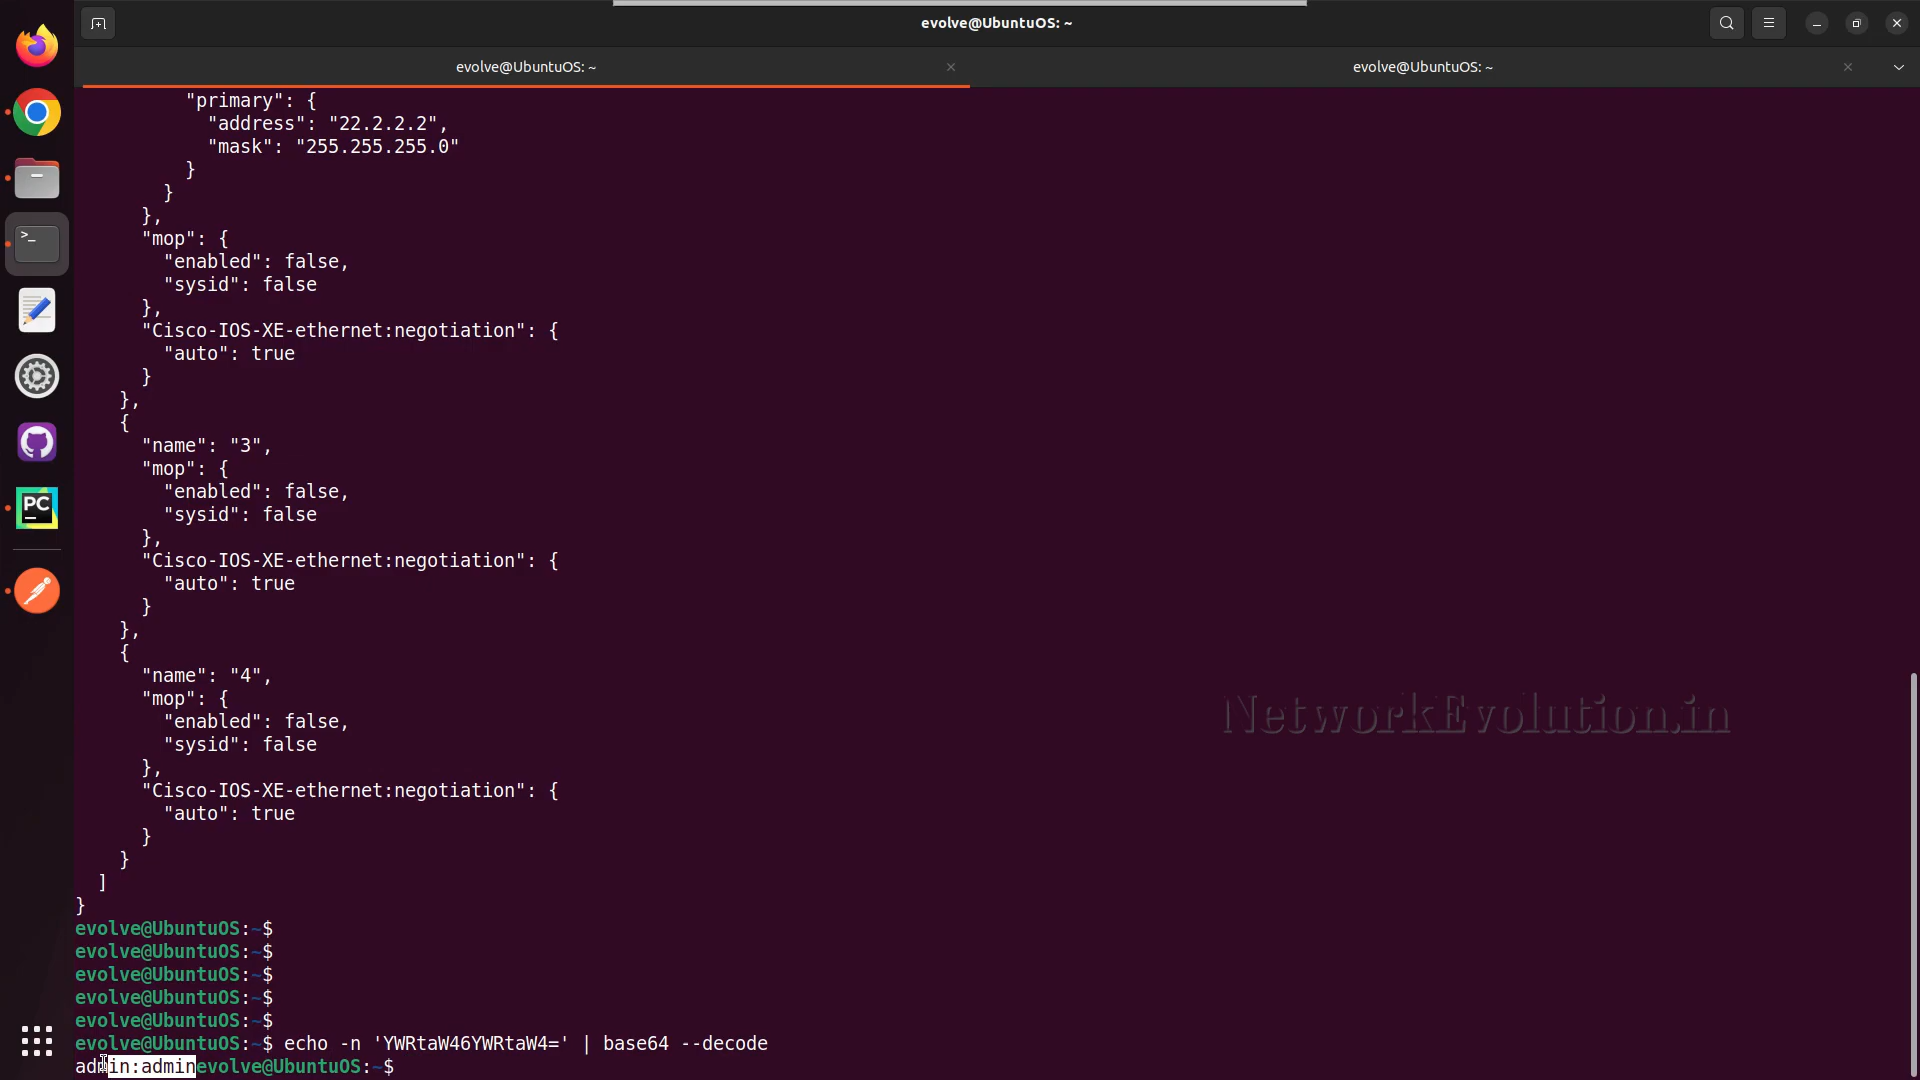 evolve@UbuntuOS: ~
evolve@UbuntuOS: ~
evolve@UbuntuOS: ~
"primary": {
"address": "22.2.2.2",
"mask": "255.255.255.0"
}
}
},
"mop": {
"enabled": false,
"sysid": false
},
"Cisco-IOS-XE-ethernet:negotiation": {
"auto": true
}
},
{
"name": "3",
"mop": {
"enabled": false,
"sysid": false
},
"Cisco-IOS-XE-ethernet:negotiation": {
"auto": true
}
},
{
"name": "4",
"mop": {
"enabled": false,
"sysid": false
},
"Cisco-IOS-XE-ethernet:negotiation": {
"auto": true
}
}
]
}
evolve@UbuntuOS:~$
evolve@UbuntuOS:~$
evolve@UbuntuOS:~$
evolve@UbuntuOS:~$
evolve@UbuntuOS:~$
evolve@UbuntuOS:~$ echo -n 'YWRtaW46YWRtaW4=' | base64 --decode
admin:adminevolve@UbuntuOS:~$
NetworkEvolution.in
PC